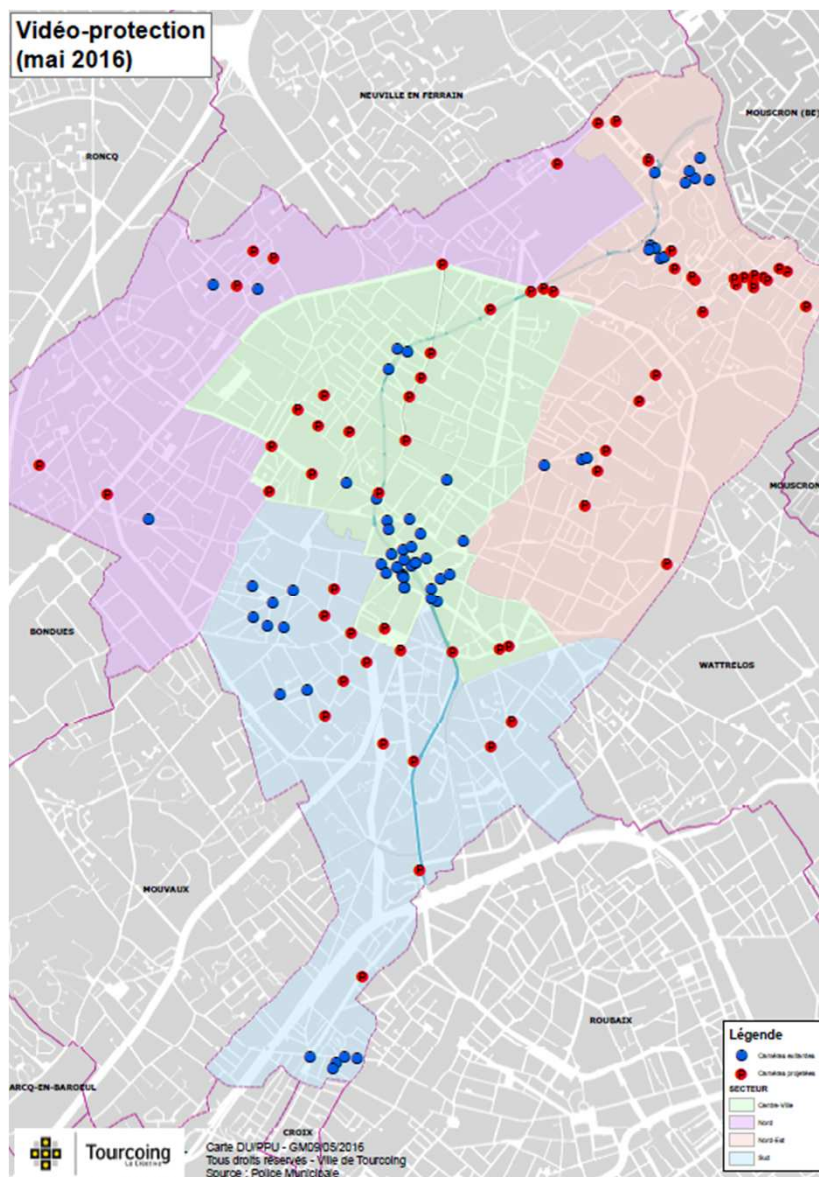 Vidéo-protection
(mai 2016)
NEUVILLE EN FERRAIN
MOUSCRON (BE)
RONCQ
MOUSCRON
BONDUES
WATTRELOS
MOUVAUX
ROUBAIX
Légende
Caméras existantes
Caméras projetées
SECTEUR
Centre-Ville
Nord
Nord-Est
Sud
ARCQ-EN-BAROEUL
CROIX
Tourcoing
Carte DU/PPU - GM09/05/2016
Tous droits réservés - Ville de Tourcoing
Source : Police Municipale